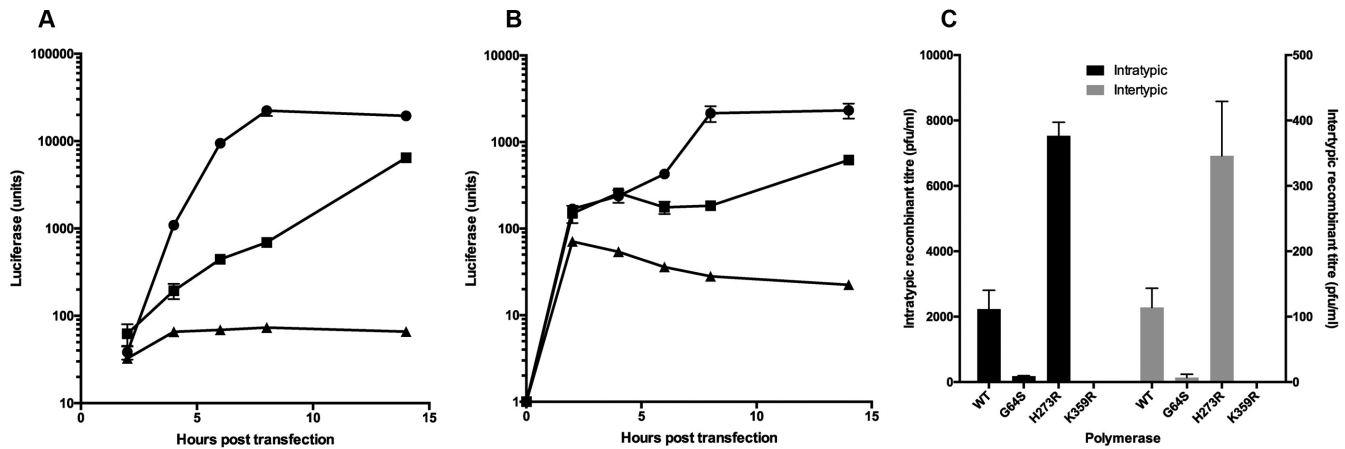 A
Luciferase (units)
100000
10000
1000
100
10
0
5
10
15
Hours post transfection
B
Luciferase (units)
10000
1000
100
10
1
0
5
10
15
Hours post transfection
C
Intratypic recombinant titre (pfu/ml)
10000
8000
6000
4000
2000
0
Intratypic
Intertypic
500
400
300
200
100
0
Intertypic recombinant titre (pfu/ml)
WT
G64S
H273R
K359R
WT
G64S
H273R
K359R
Polymerase